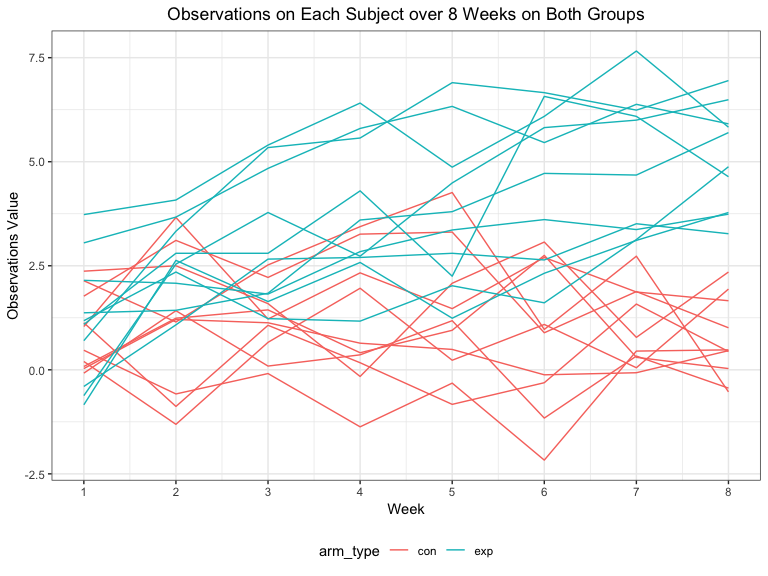 Observations on Each Subject over 8 Weeks on Both Groups
7.5
5.0
2.5
0.0
-2.5
Observations Value
1 2 3 4 5 6 7 8
Week
arm_type con exp